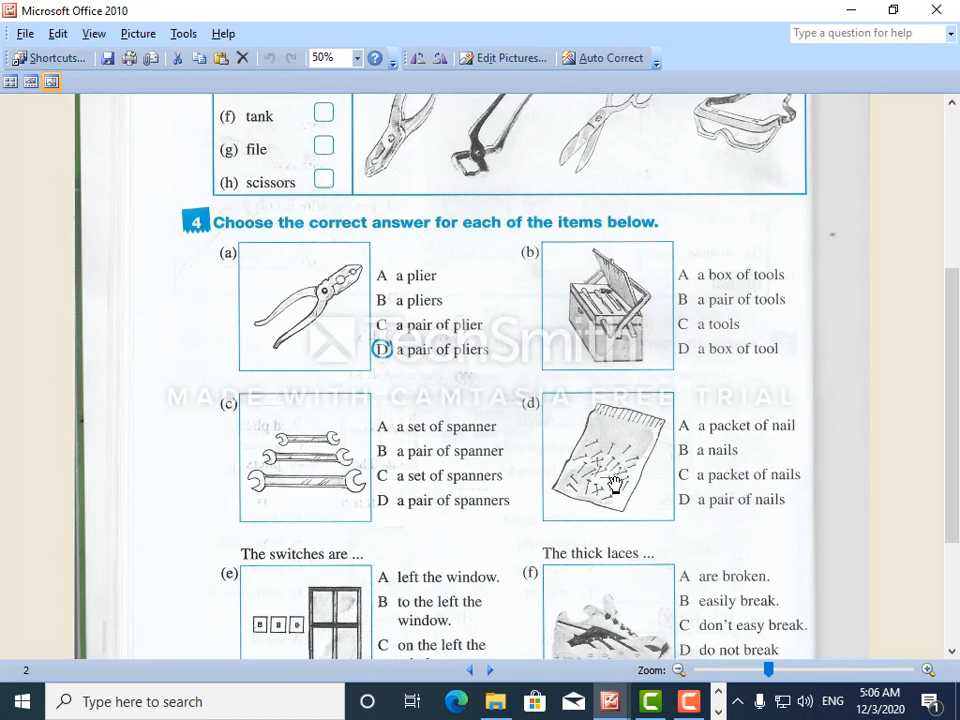 Microsoft Office 2010
File Edit View Picture Tools Help
Type a question for help
Shortcuts... 50% Edit Pictures... Auto Correct
(f) tank
(g) file
(h) scissors
4 Choose the correct answer for each of the items below.
(a)
A a plier
B a pliers
C a pair of plier
D a pair of pliers
(b)
A a box of tools
B a pair of tools
C a tools
D a box of tool
TechSmith
MADE WITH CAMTASIA FREE TRIAL
(c)
A a set of spanner
B a pair of spanner
C a set of spanners
D a pair of spanners
(d)
A a packet of nail
B a nails
C a packet of nails
D a pair of nails
The switches are ...
(e)
A left the window.
B to the left the
window.
C on the left the
The thick laces ...
(f)
A are broken.
B easily break.
C don't easy break.
D do not break
2 Zoom:
Type here to search
ENG
5:06 AM
12/3/2020
1